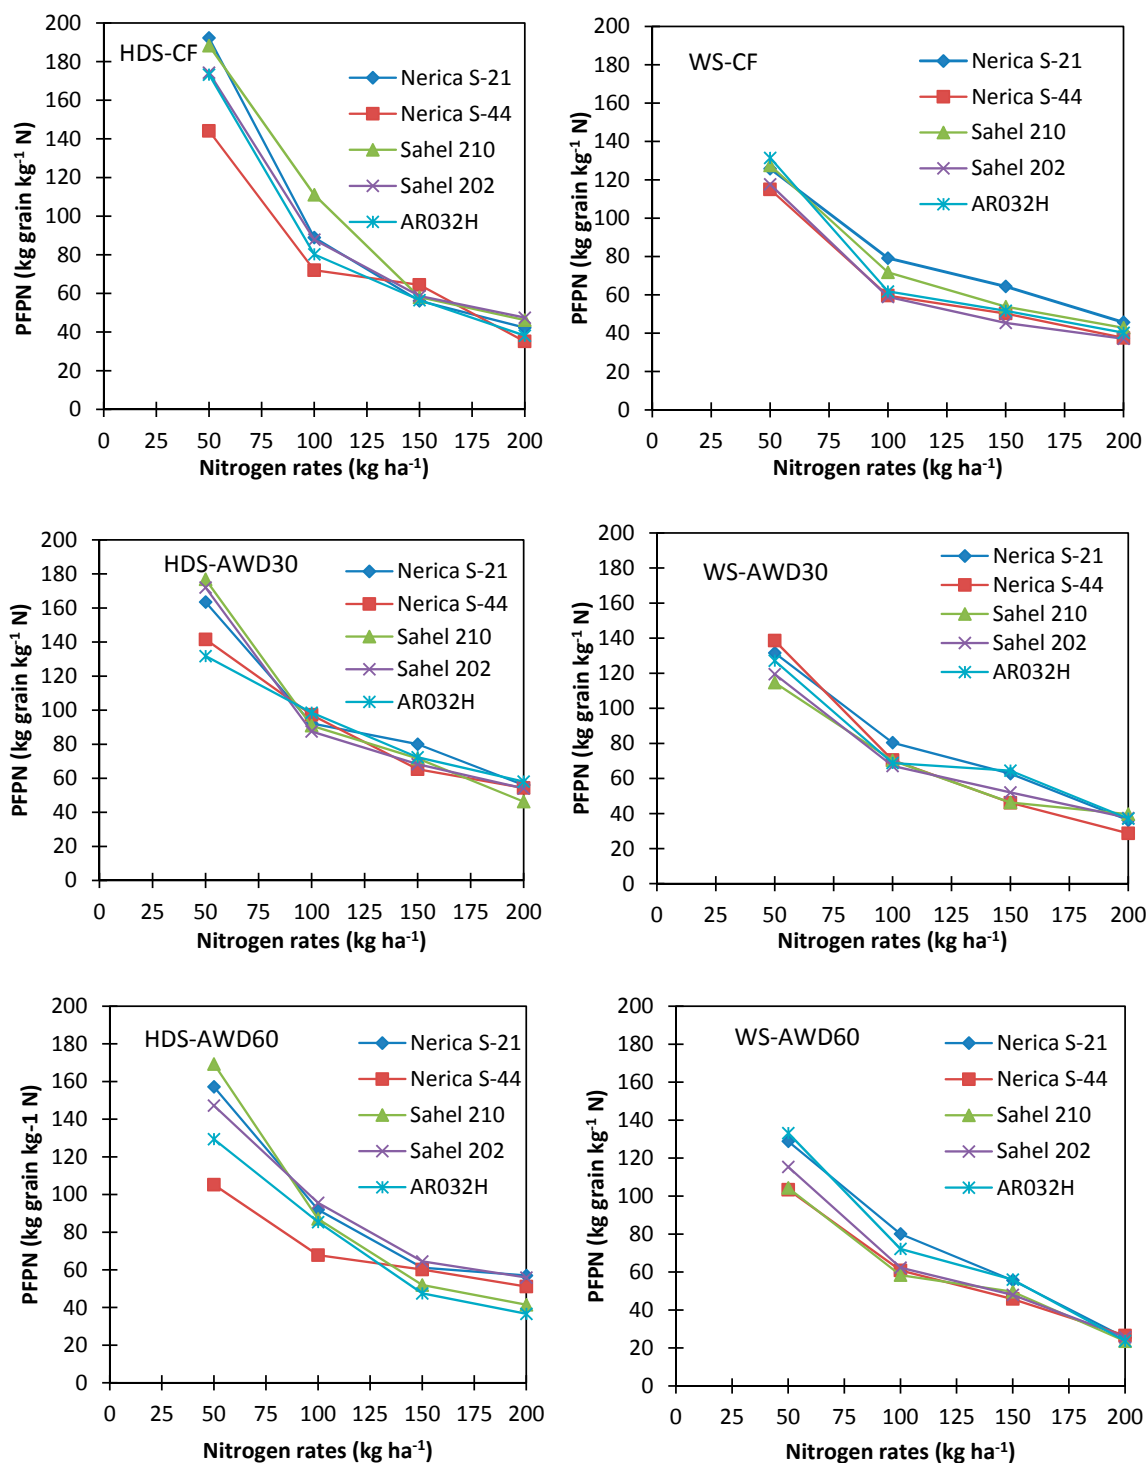 HDS-CF
PFPN (kg grain kg⁻¹ N)
200
180
160
140
120
100
80
60
40
20
0
0 25 50 75 100 125 150 175 200
Nitrogen rates (kg ha⁻¹)
Nerica S-21
Nerica S-44
Sahel 210
Sahel 202
AR032H
WS-CF
PFPN (kg grain kg⁻¹ N)
200
180
160
140
120
100
80
60
40
20
0
0 25 50 75 100 125 150 175 200
Nitrogen rates (kg ha⁻¹)
Nerica S-21
Nerica S-44
Sahel 210
Sahel 202
AR032H
HDS-AWD30
PFPN (kg grain kg⁻¹ N)
200
180
160
140
120
100
80
60
40
20
0
0 25 50 75 100 125 150 175 200
Nitrogen rates (kg ha⁻¹)
Nerica S-21
Nerica S-44
Sahel 210
Sahel 202
AR032H
WS-AWD30
PFPN (kg grain kg⁻¹ N)
200
180
160
140
120
100
80
60
40
20
0
0 25 50 75 100 125 150 175 200
Nitrogen rates (kg ha⁻¹)
Nerica S-21
Nerica S-44
Sahel 210
Sahel 202
AR032H
HDS-AWD60
PFPN (kg grain kg-1 N)
200
180
160
140
120
100
80
60
40
20
0
0 25 50 75 100 125 150 175 200
Nitrogen rates (kg ha⁻¹)
Nerica S-21
Nerica S-44
Sahel 210
Sahel 202
AR032H
WS-AWD60
PFPN (kg grain kg⁻¹ N)
200
180
160
140
120
100
80
60
40
20
0
0 25 50 75 100 125 150 175 200
Nitrogen rates (kg ha⁻¹)
Nerica S-21
Nerica S-44
Sahel 210
Sahel 202
AR032H